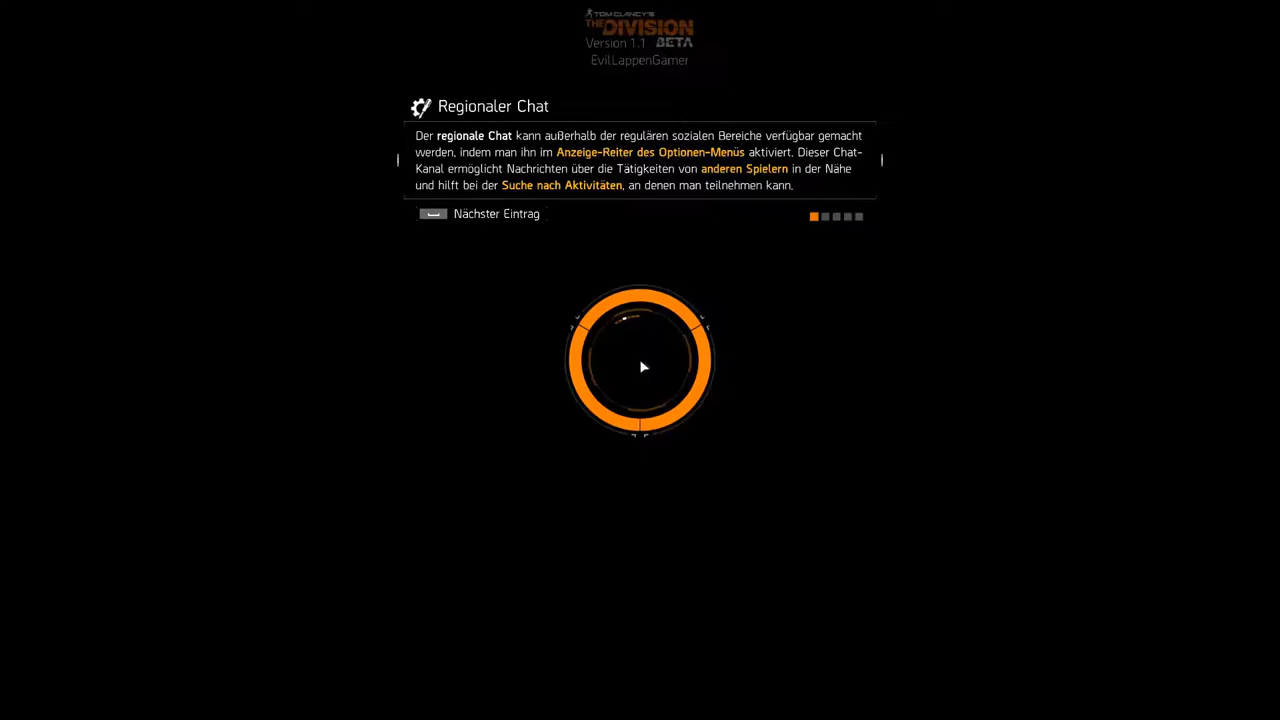 TOM CLANCY'S
THE DIVISION
Version 1.1 BETA
EvilLappenGamer
Regionaler Chat
Der regionale Chat kann außerhalb der regulären sozialen Bereiche verfügbar gemacht
werden, indem man ihn im Anzeige-Reiter des Optionen-Menüs aktiviert. Dieser Chat-
Kanal ermöglicht Nachrichten über die Tätigkeiten von anderen Spielern in der Nähe
und hilft bei der Suche nach Aktivitäten, an denen man teilnehmen kann.
Nächster Eintrag